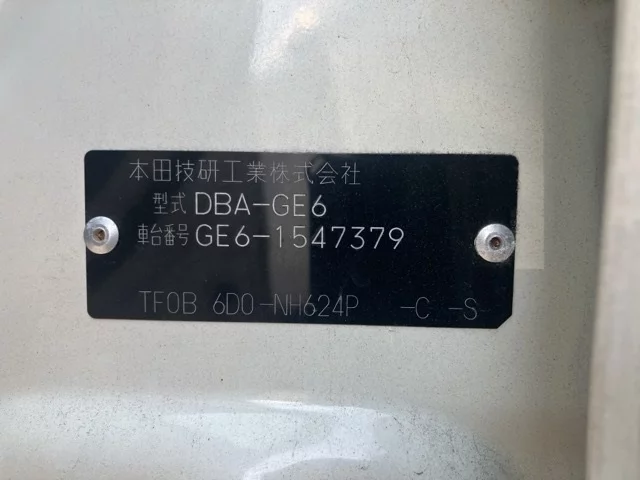 本田技研工業株式会社
型式 DBA-GE6
車台番号 GE6-1547379
TF0B 6D0-NH624P -C -S